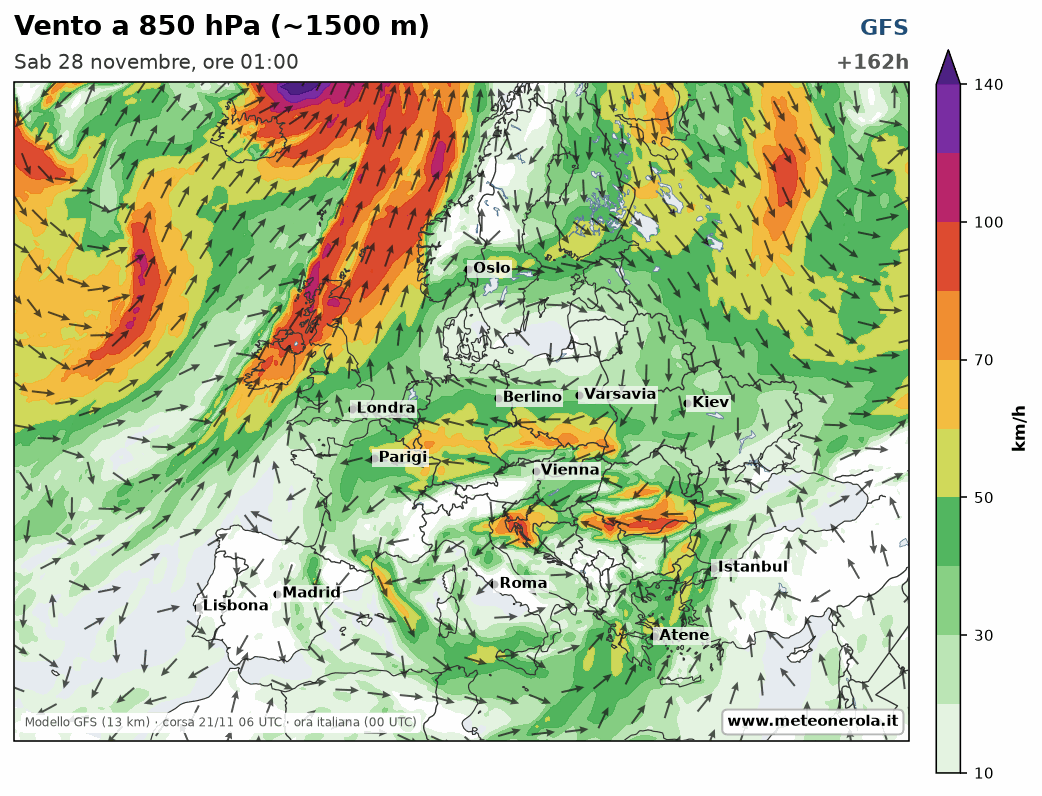 Vento a 850 hPa (~1500 m)
GFS
Sab 28 novembre, ore 01:00
+162h
140
100
70
50
30
10
km/h
Oslo
Berlino
Varsavia
Kiev
Londra
Parigi
Vienna
Istanbul
Roma
Madrid
Lisbona
Atene
Modello GFS (13 km) · corsa 21/11 06 UTC · ora italiana (00 UTC)
www.meteonerola.it